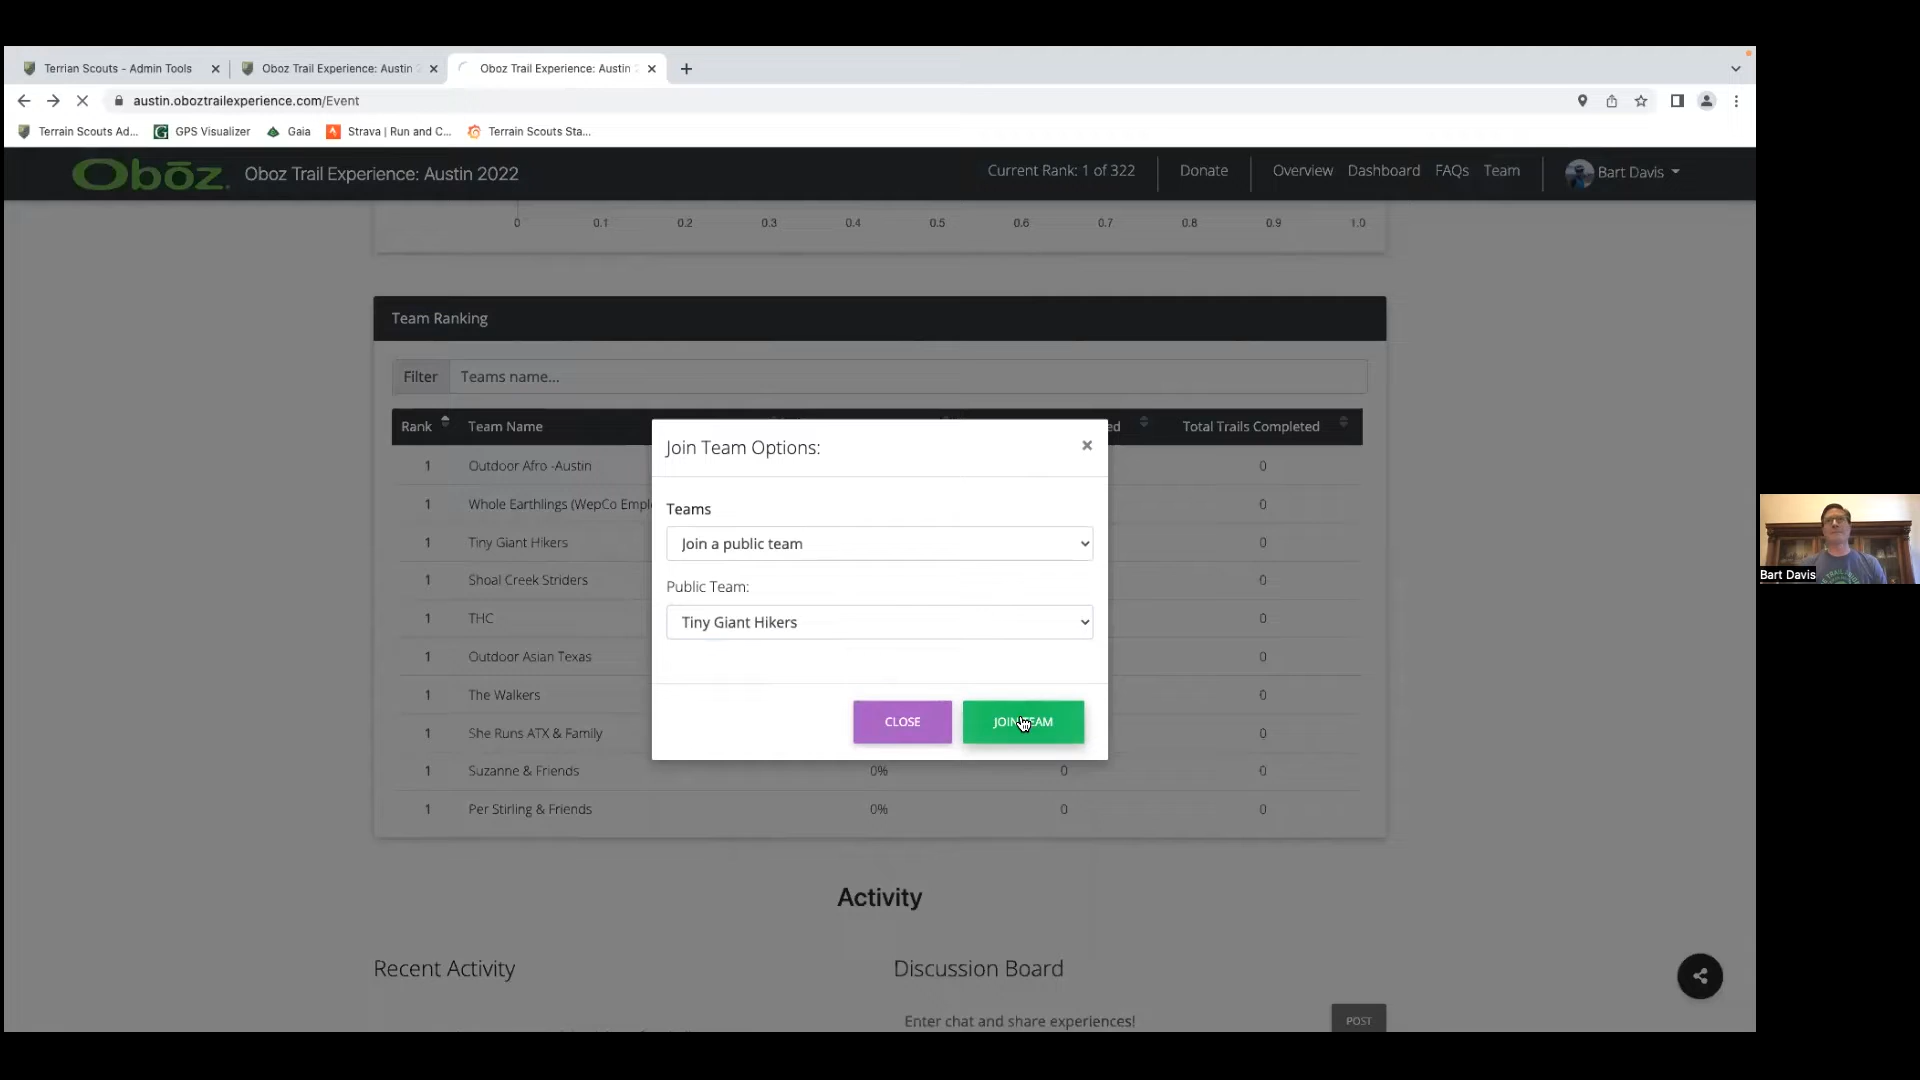 Terrian Scouts - Admin Tools
Oboz Trail Experience: Austin
Oboz Trail Experience: Austin
austin.oboztrailexperience.com/Event
Terrain Scouts Ad...
GPS Visualizer
Gaia
Strava | Run and C...
Terrain Scouts Sta...
Obōz.
Oboz Trail Experience: Austin 2022
Current Rank: 1 of 322
Donate
Overview
Dashboard
FAQs
Team
Bart Davis
0 0.1 0.2 0.3 0.4 0.5 0.6 0.7 0.8 0.9 1.0
Team Ranking
Filter Teams name...
Rank Team Name ed Total Trails Completed
1 Outdoor Afro -Austin 0
1 Whole Earthlings (WepCo Empl 0
1 Tiny Giant Hikers 0
1 Shoal Creek Striders 0
1 THC 0
1 Outdoor Asian Texas 0
1 The Walkers 0
1 She Runs ATX & Family 0
1 Suzanne & Friends 0% 0 0
1 Per Stirling & Friends 0% 0 0
Join Team Options:
×
Teams
Join a public team
Public Team:
Tiny Giant Hikers
CLOSE
Activity
Recent Activity
Discussion Board
Enter chat and share experiences!
POST
Bart Davis